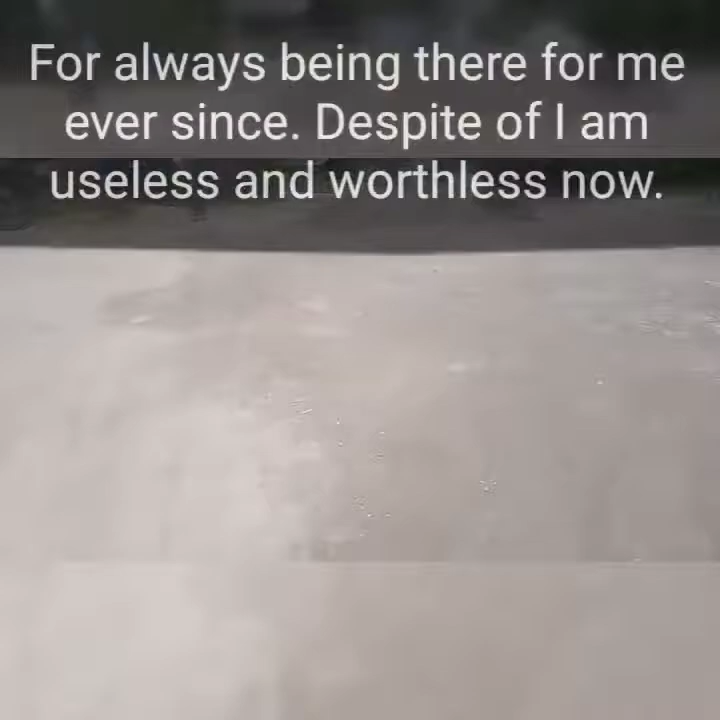 For always being there for me
ever since. Despite of I am
useless and worthless now.